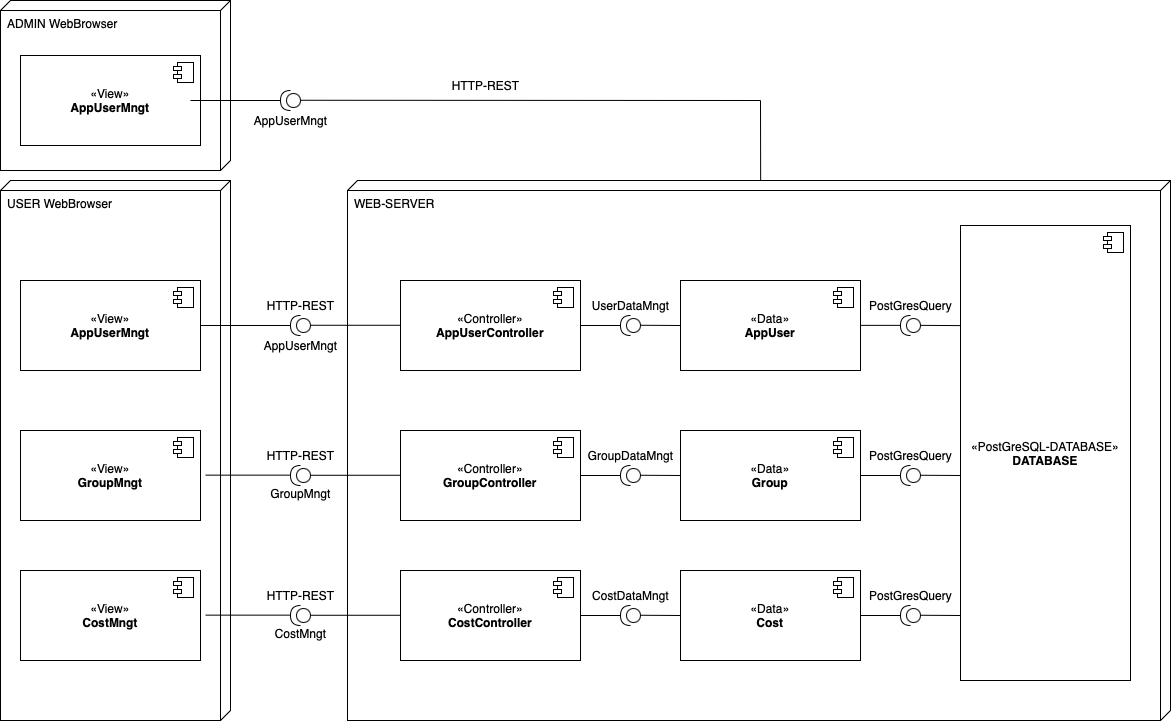 ADMIN WebBrowser
«View»
AppUserMngt
HTTP-REST
AppUserMngt
USER WebBrowser
WEB-SERVER
«View»
AppUserMngt
HTTP-REST
AppUserMngt
«Controller»
AppUserController
UserDataMngt
«Data»
AppUser
PostGresQuery
«View»
GroupMngt
HTTP-REST
GroupMngt
«Controller»
GroupController
GroupDataMngt
«Data»
Group
PostGresQuery
«PostGreSQL-DATABASE»
DATABASE
«View»
CostMngt
HTTP-REST
CostMngt
«Controller»
CostController
CostDataMngt
«Data»
Cost
PostGresQuery